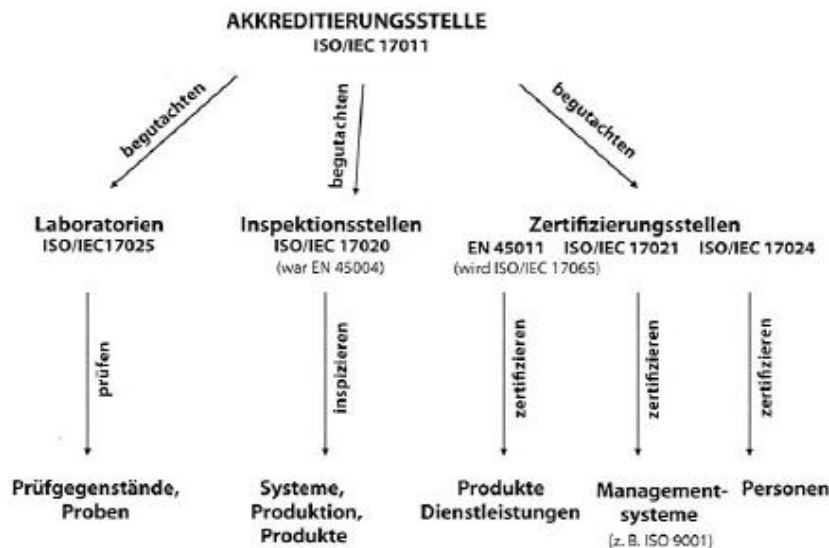 AKKREDITIERUNGSSTELLE
ISO/IEC 17011
begutachten
begutachten
begutachten
Laboratorien
ISO/IEC17025
Inspektionsstellen
ISO/IEC 17020
(war EN 45004)
Zertifizierungsstellen
EN 45011 ISO/IEC 17021 ISO/IEC 17024
(wird ISO/IEC 17065)
prüfen
inspizieren
zertifizieren
zertifizieren
zertifizieren
Prüfgegenstände,
Proben
Systeme,
Produktion,
Produkte
Produkte
Dienstleistungen
Management-
systeme
(z. B. ISO 9001)
Personen